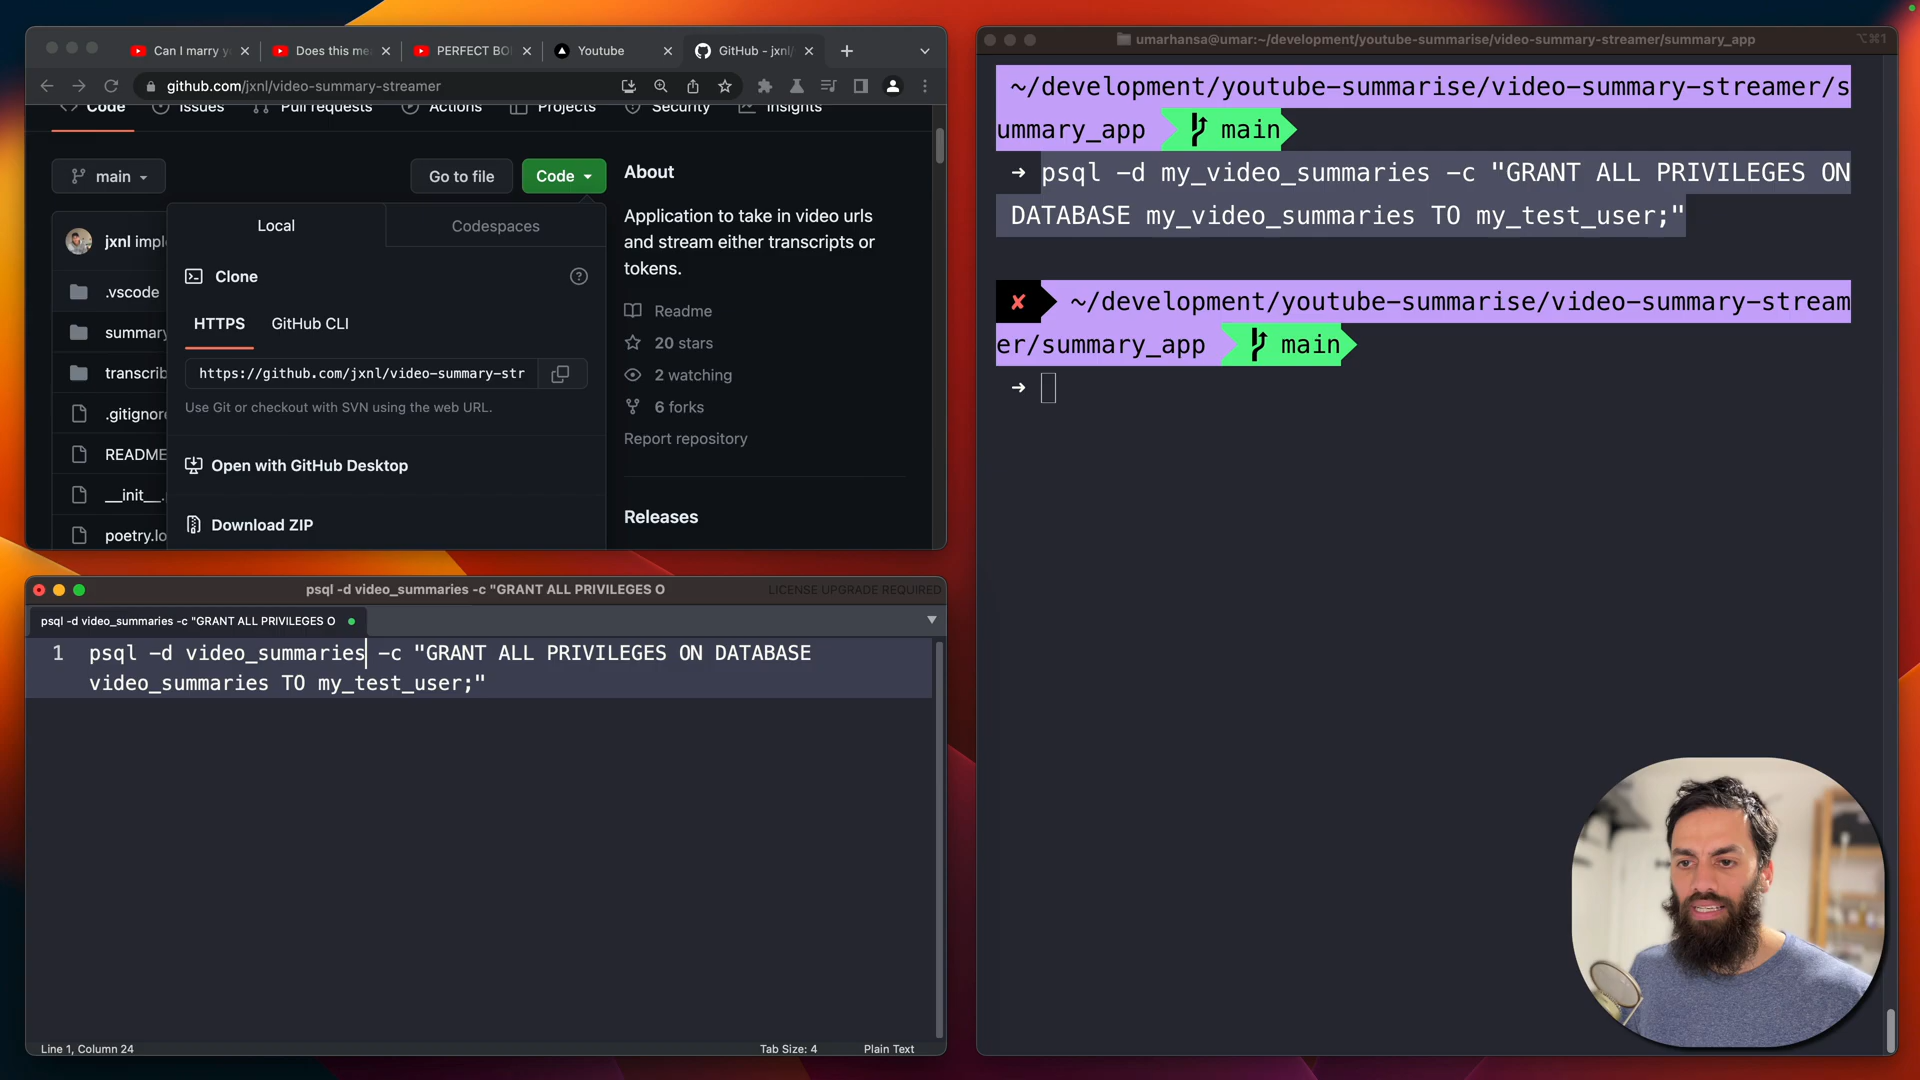 Can I marry y
Does this me
PERFECT BO
Youtube
GitHub - jxnl/
github.com/jxnl/video-summary-streamer
Code
Issues
Pull requests
Actions
Projects
Security
Insights
main
Go to file
Code
jxnl impl
.vscode
summary
transcrib
.gitignor
README
__init__.
poetry.lo
Local
Codespaces
Clone
HTTPS
GitHub CLI
https://github.com/jxnl/video-summary-str
Use Git or checkout with SVN using the web URL.
Open with GitHub Desktop
Download ZIP
About
Application to take in video urls
and stream either transcripts or
tokens.
Readme
20 stars
2 watching
6 forks
Report repository
Releases
psql -d video_summaries -c "GRANT ALL PRIVILEGES O
LICENSE UPGRADE REQUIRED
psql -d video_summaries -c "GRANT ALL PRIVILEGES O
1 psql -d video_summaries -c "GRANT ALL PRIVILEGES ON DATABASE
video_summaries TO my_test_user;"
Line 1, Column 24
Tab Size: 4
Plain Text
umarhansa@umar:~/development/youtube-summarise/video-summary-streamer/summary_app
⌥⌘1
~/development/youtube-summarise/video-summary-streamer/s
ummary_app main
→ psql -d my_video_summaries -c "GRANT ALL PRIVILEGES ON
DATABASE my_video_summaries TO my_test_user;"
✘ ~/development/youtube-summarise/video-summary-stream
er/summary_app main
→